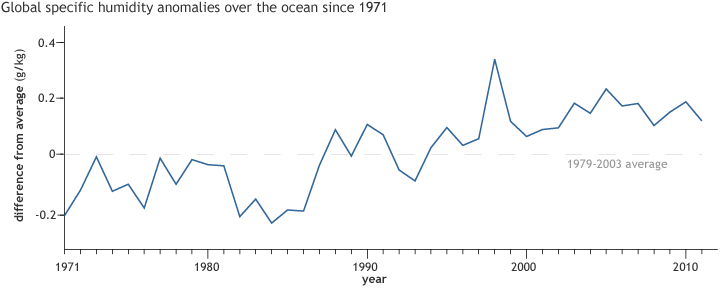 Global specific humidity anomalies over the ocean since 1971
difference from average (g/kg)
0.4
0.2
0
-0.2
1979-2003 average
1971
1980
1990
2000
2010
year